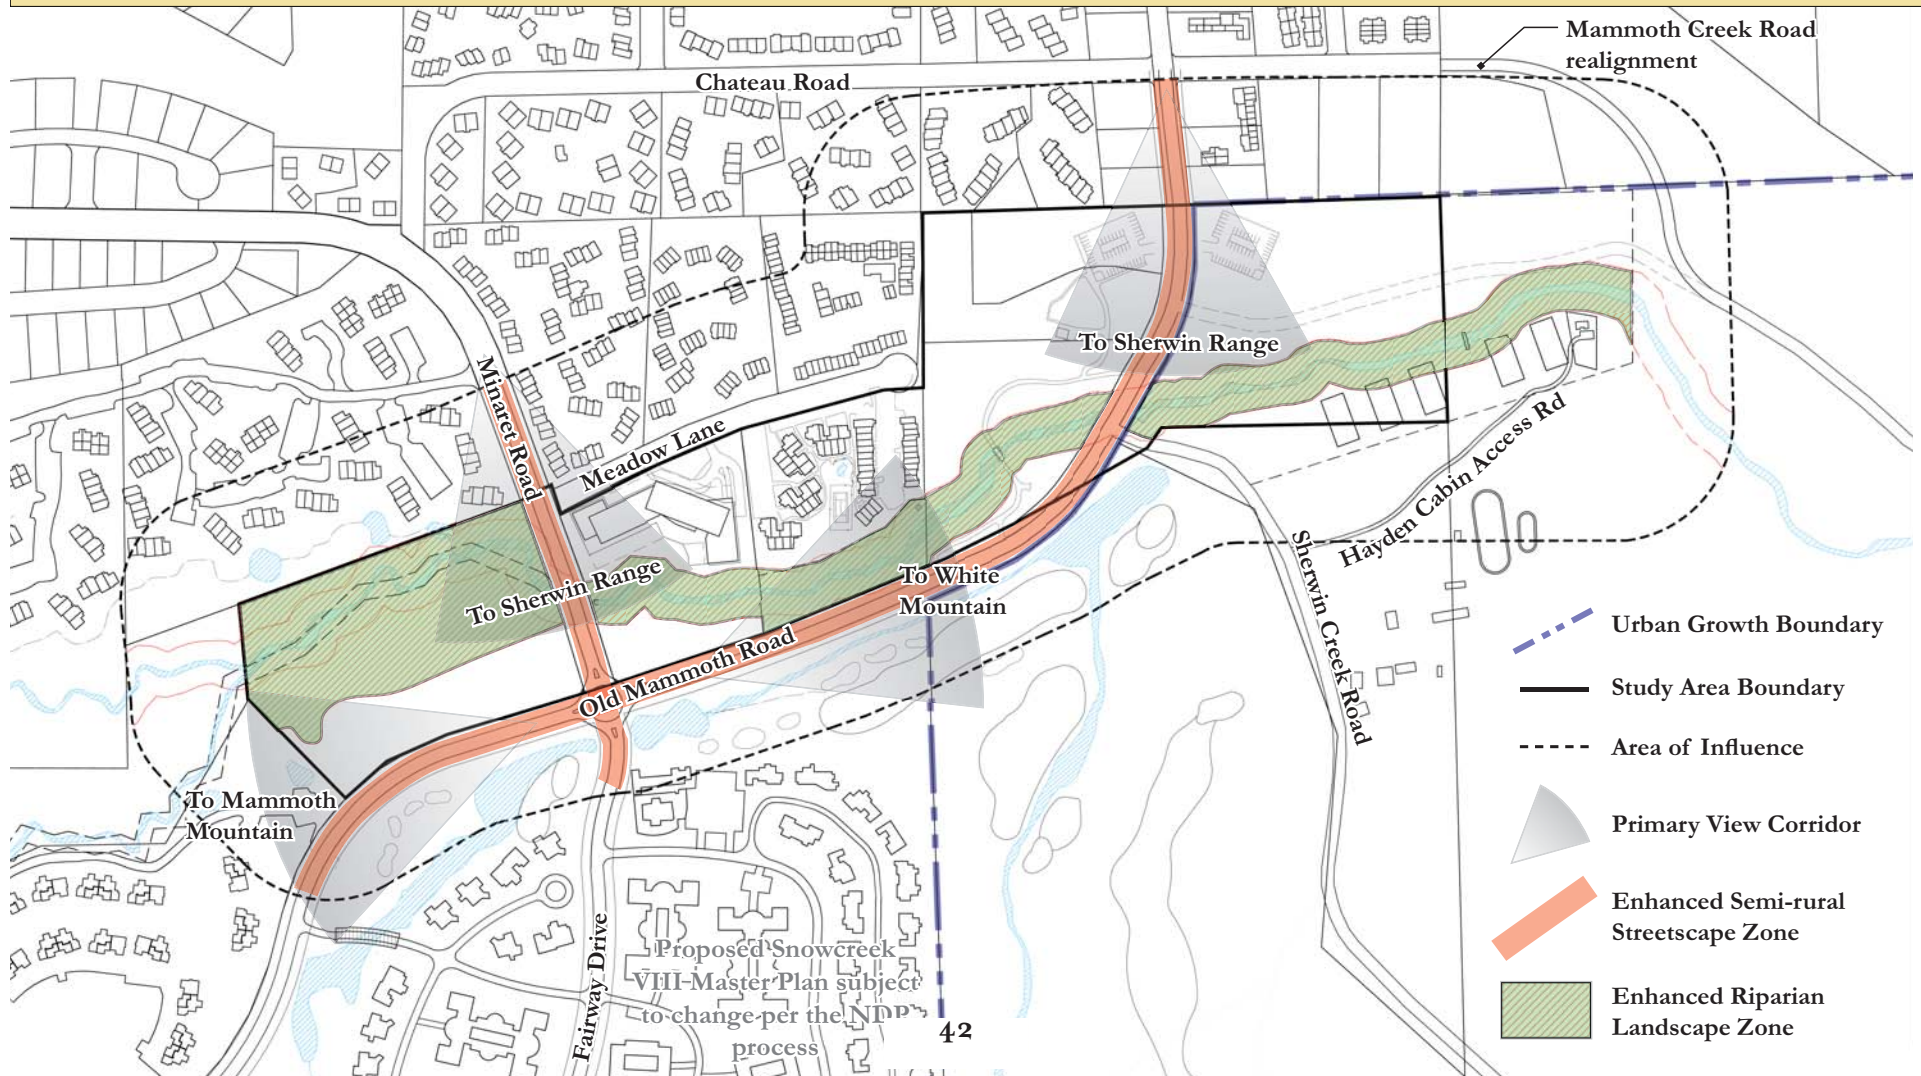 Mammoth Creek Road
realignment
Chateau Road
To Sherwin Range
Minaret Road
Meadow Lane
Hayden Cabin Access Rd
To Sherwin Range
To White
Mountain
Old Mammoth Road
Sherwin Creek Road
To Mammoth
Mountain
Fairway Drive
Proposed Snowcreek
VIII Master Plan subject
to change per the NDP
process
42
Urban Growth Boundary
Study Area Boundary
Area of Influence
Primary View Corridor
Enhanced Semi-rural
Streetscape Zone
Enhanced Riparian
Landscape Zone